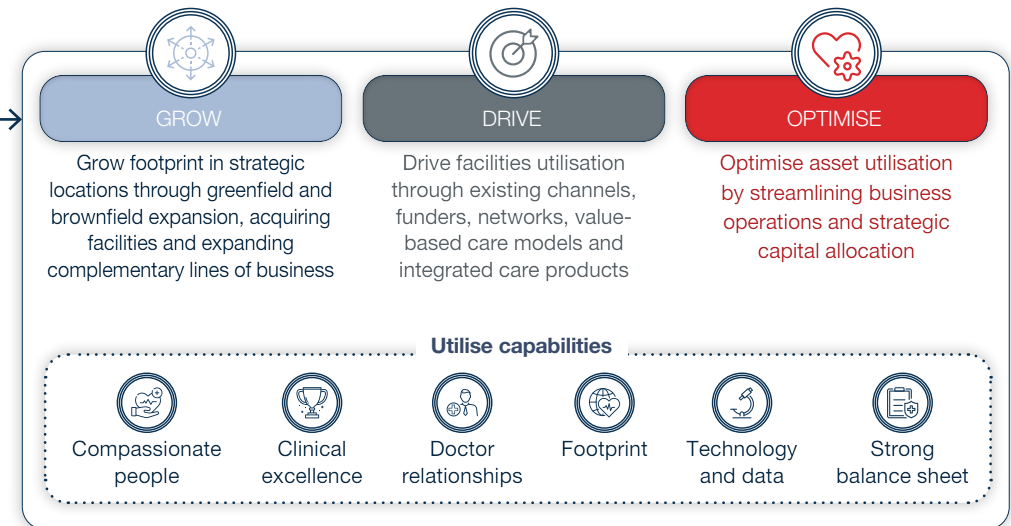 GROW
Grow footprint in strategic
locations through greenfield and
brownfield expansion, acquiring
facilities and expanding
complementary lines of business
DRIVE
Drive facilities utilisation
through existing channels,
funders, networks, value-
based care models and
integrated care products
OPTIMISE
Optimise asset utilisation
by streamlining business
operations and strategic
capital allocation
Utilise capabilities
Compassionate
people
Clinical
excellence
Doctor
relationships
Footprint
Technology
and data
Strong
balance sheet